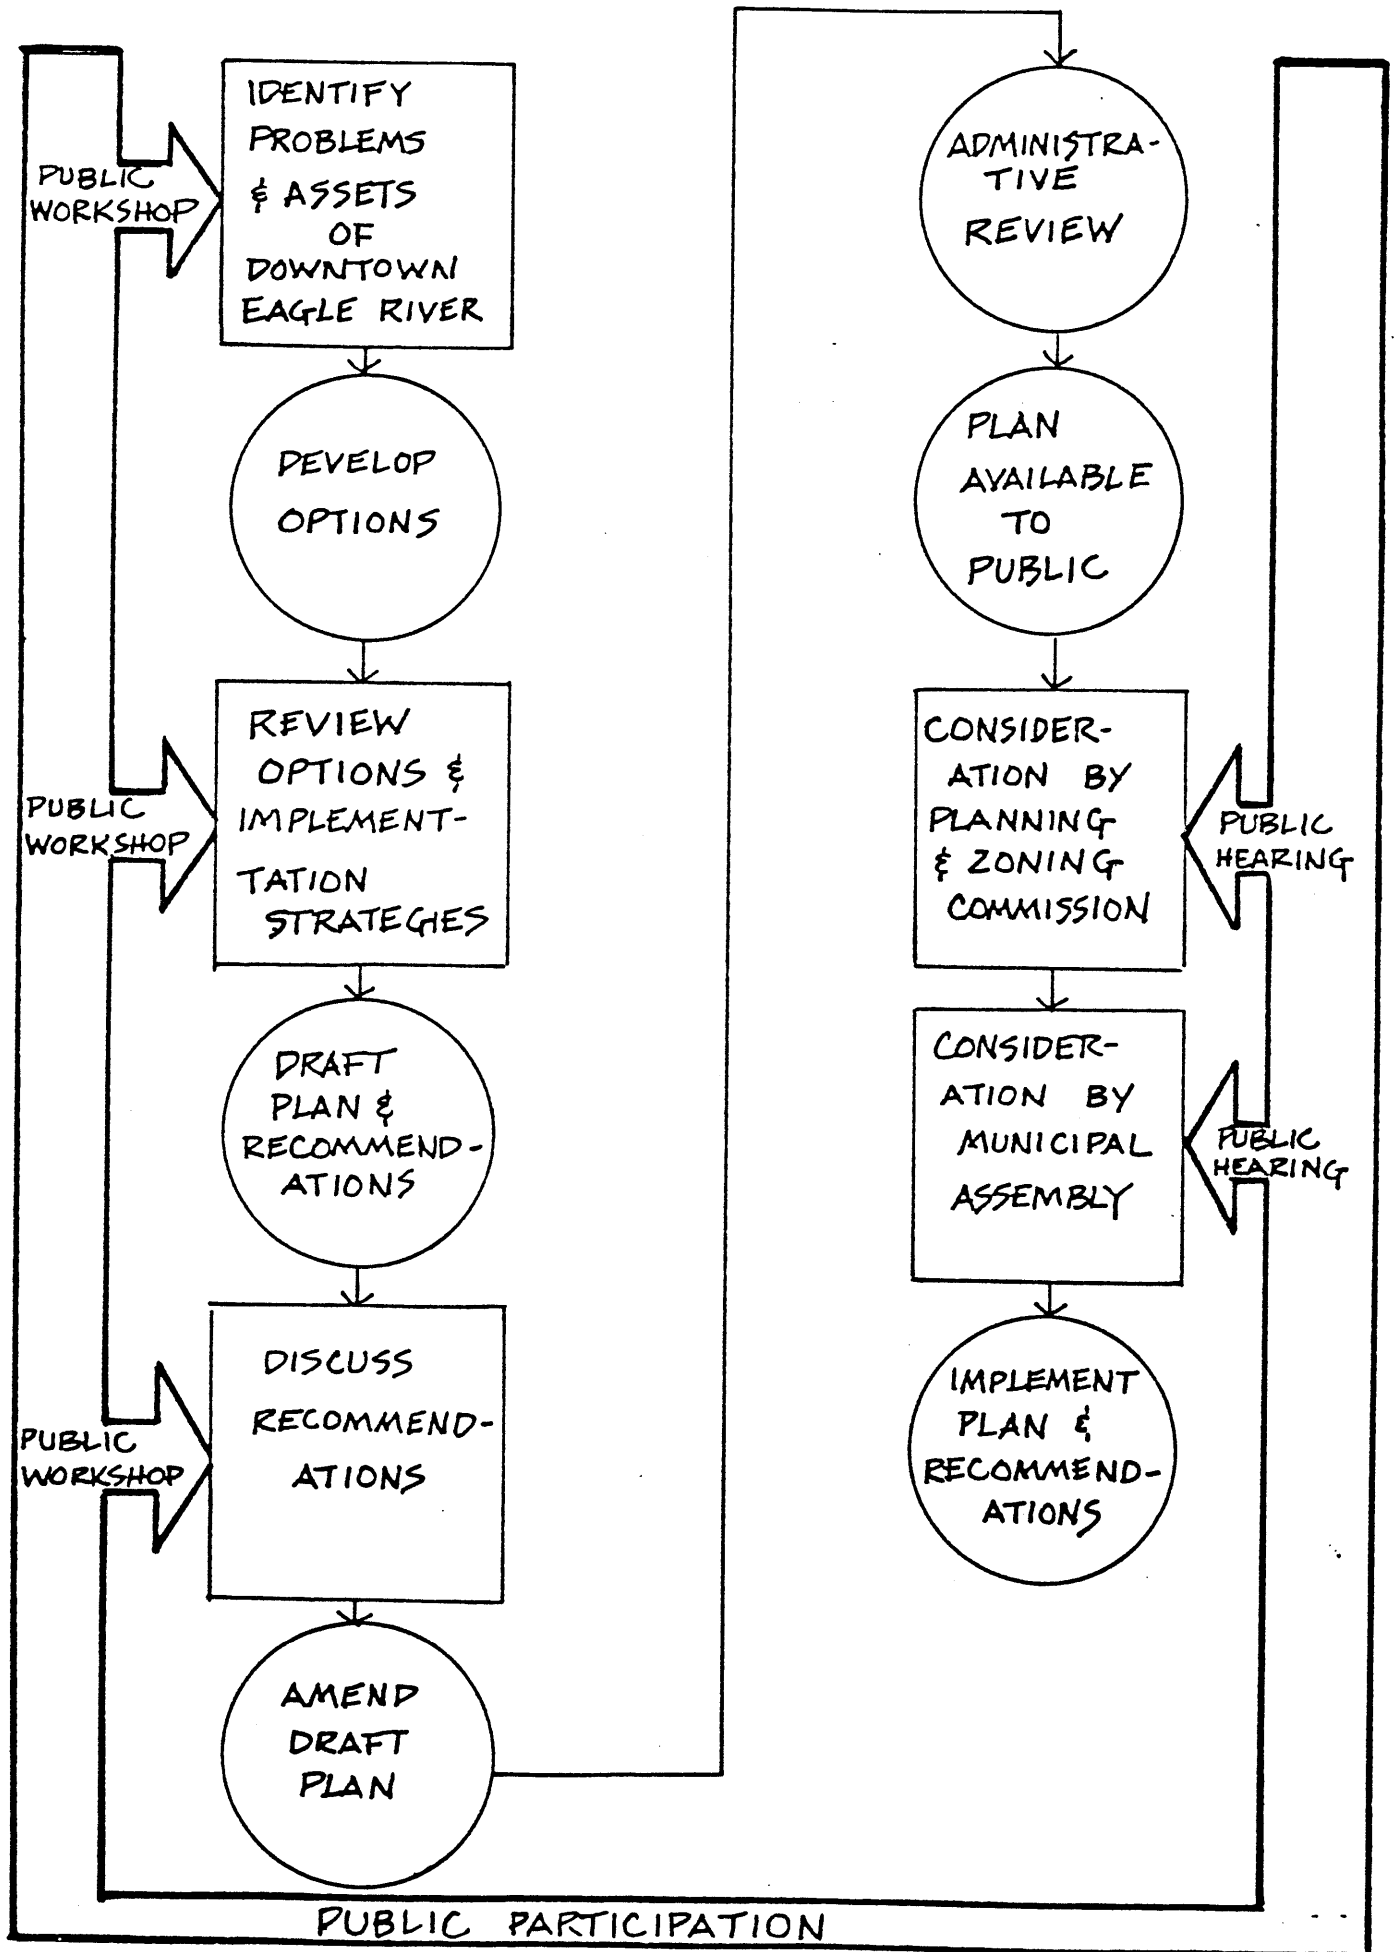 PUBLIC
WORKSHOP
IDENTIFY
PROBLEMS
& ASSETS
OF
DOWNTOWN
EAGLE RIVER
DEVELOP
OPTIONS
PUBLIC
WORKSHOP
REVIEW
OPTIONS &
IMPLEMENT-
TATION
STRATEGIES
DRAFT
PLAN &
RECOMMEND-
ATIONS
PUBLIC
WORKSHOP
DISCUSS
RECOMMEND-
ATIONS
AMEND
DRAFT
PLAN
ADMINISTRA-
TIVE
REVIEW
PLAN
AVAILABLE
TO
PUBLIC
CONSIDER-
ATION BY
PLANNING
& ZONING
COMMISSION
PUBLIC
HEARING
CONSIDER-
ATION BY
MUNICIPAL
ASSEMBLY
PUBLIC
HEARING
IMPLEMENT
PLAN &
RECOMMEND-
ATIONS
PUBLIC PARTICIPATION